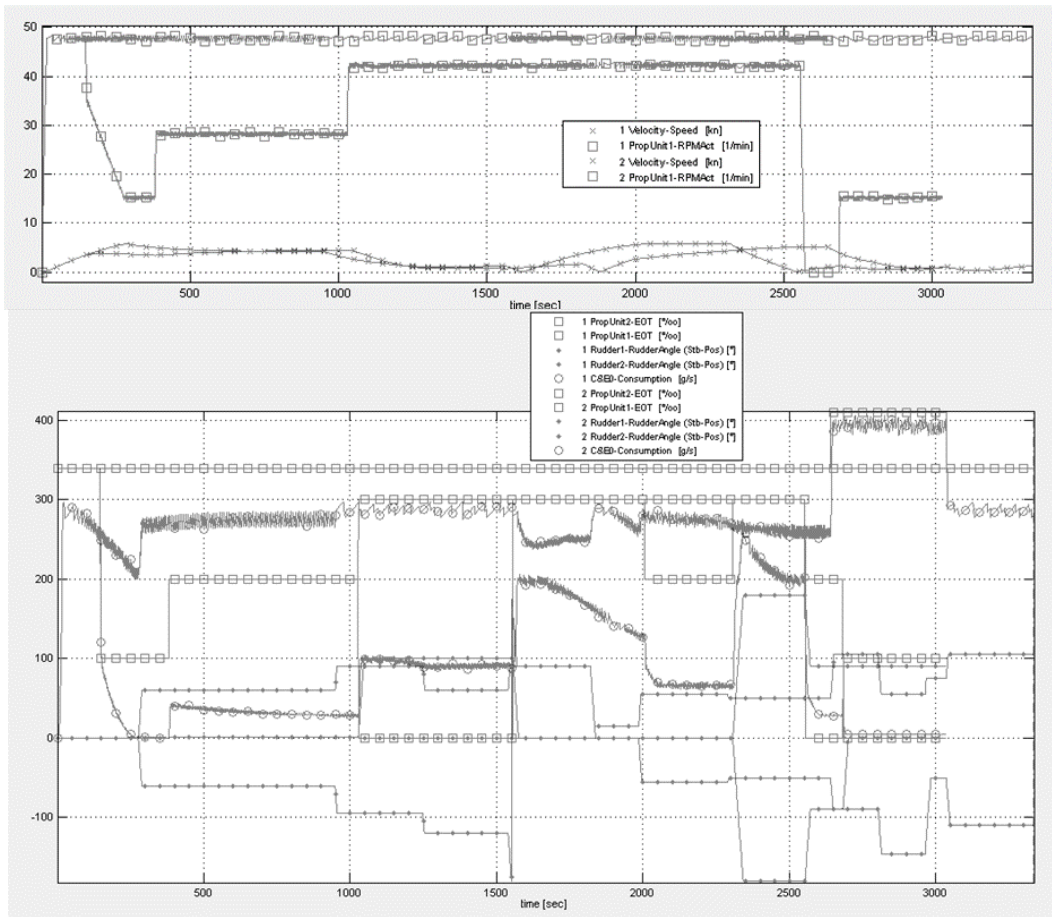 50
40
30
20
10
0
1 Velocity-Speed [kn]
1 PropUnit1-RPMAct [1/min]
2 Velocity-Speed [kn]
2 PropUnit1-RPMAct [1/min]
500 1000 1500 2000 2500 3000
time [sec]
1 PropUnit2-EOT [°/oo]
1 PropUnit1-EOT [°/oo]
1 Rudder1-RudderAngle (Stb-Pos) [°]
1 Rudder2-RudderAngle (Stb-Pos) [°]
1 C&E0-Consumption [g/s]
2 PropUnit2-EOT [°/oo]
2 PropUnit1-EOT [°/oo]
2 Rudder1-RudderAngle (Stb-Pos) [°]
2 Rudder2-RudderAngle (Stb-Pos) [°]
2 C&E0-Consumption [g/s]
400
300
200
100
0
-100
500 1000 1500 2000 2500 3000
time [sec]